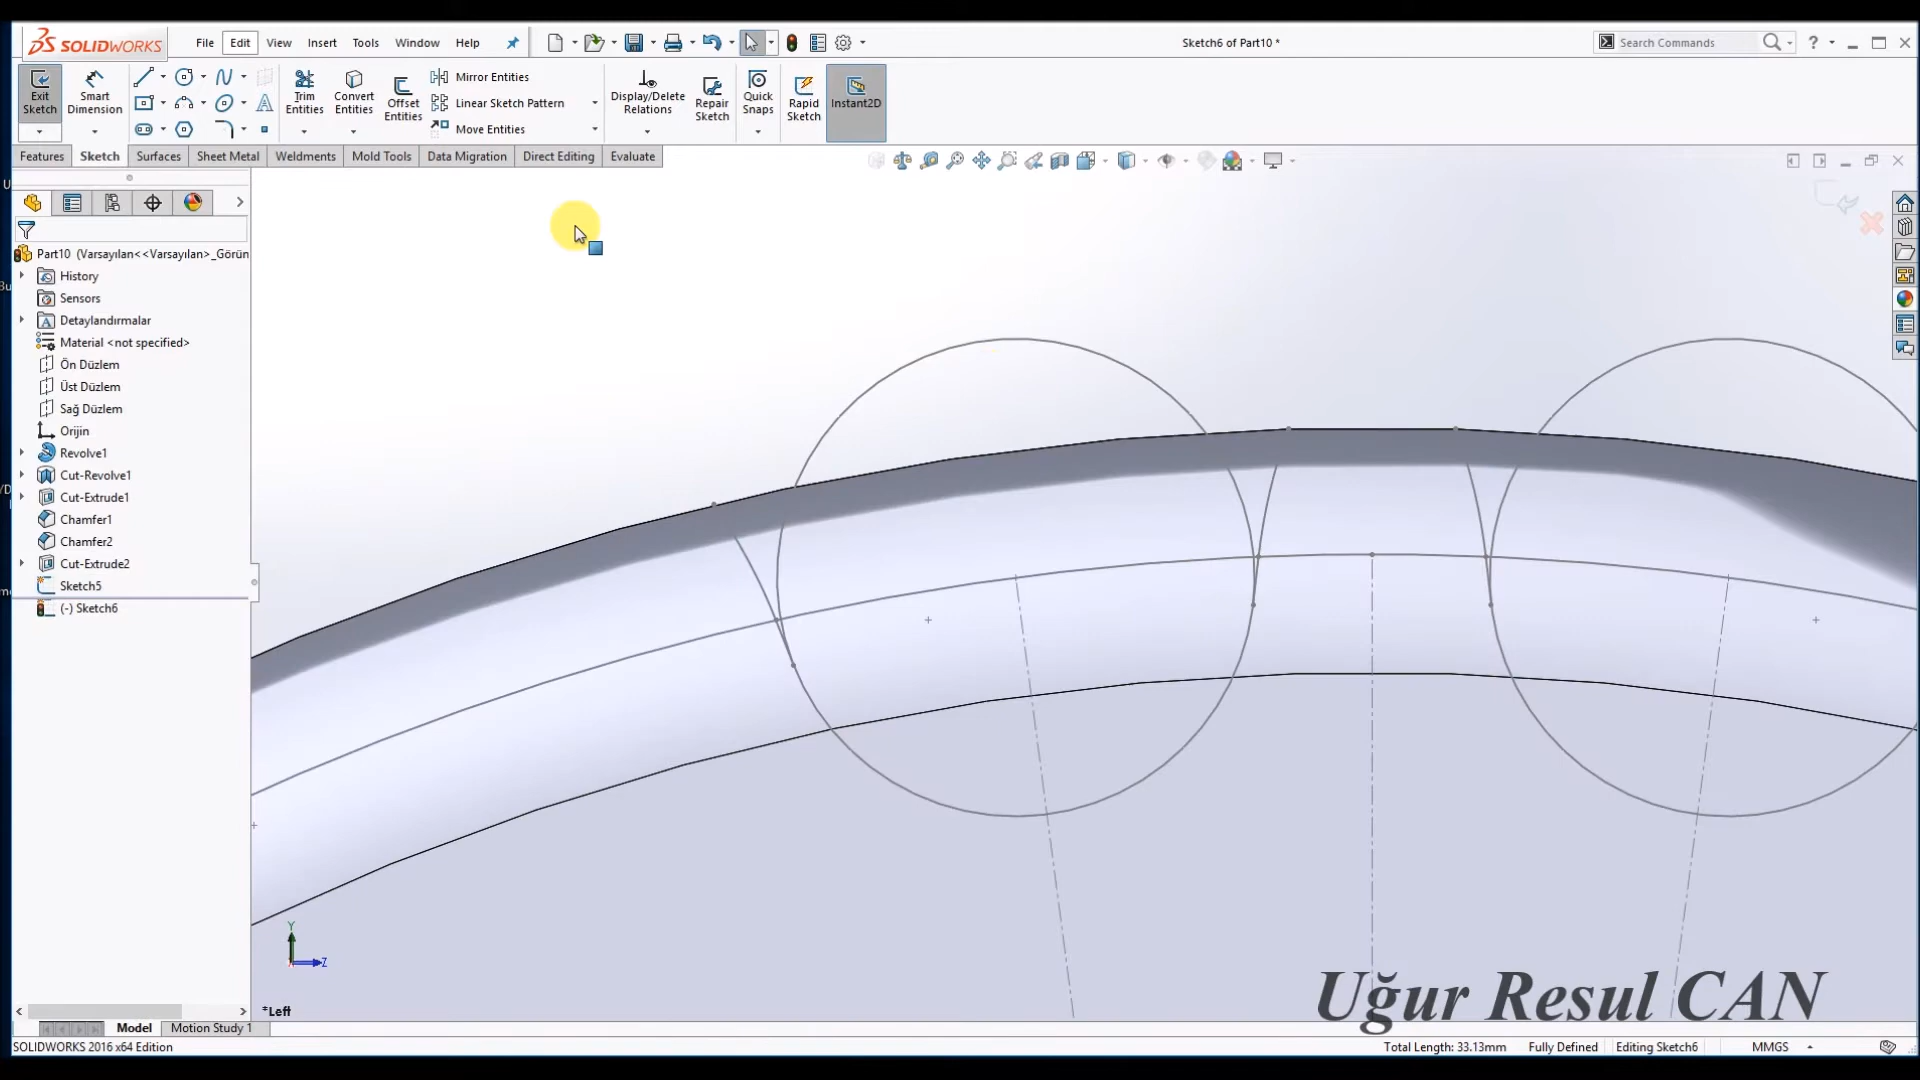 SOLIDWORKS File Edit View Insert Tools Window Help Sketch6 of Part10 * Search Commands ?
Exit Sketch
Smart Dimension
Trim Entities
Convert Entities
Offset Entities
Mirror Entities
Linear Sketch Pattern
Move Entities
Display/Delete Relations
Repair Sketch
Quick Snaps
Rapid Sketch
Instant2D
Features Sketch Surfaces Sheet Metal Weldments Mold Tools Data Migration Direct Editing Evaluate
Part10 (Varsayılan<<Varsayılan>_Görün
History
Sensors
Detaylandırmalar
Material <not specified>
Ön Düzlem
Üst Düzlem
Sağ Düzlem
Orijin
Revolve1
Cut-Revolve1
Cut-Extrude1
Chamfer1
Chamfer2
Cut-Extrude2
Sketch5
(-) Sketch6
Y
Z
*Left
Uğur Resul CAN
Model Motion Study 1
SOLIDWORKS 2016 x64 Edition Total Length: 33.13mm Fully Defined Editing Sketch6 MMGS